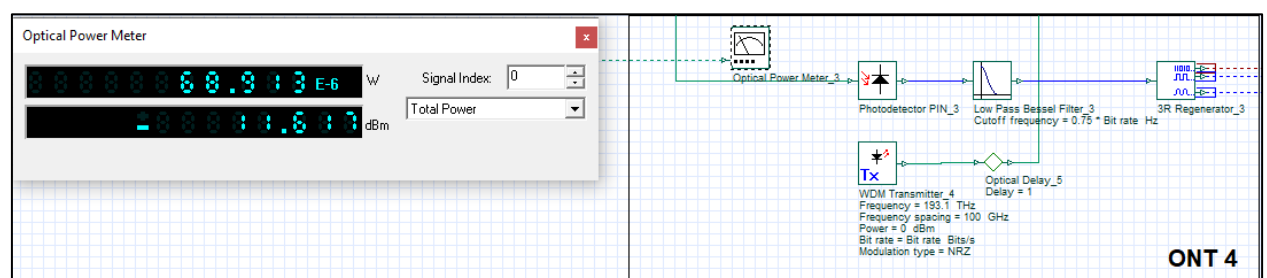 Optical Power Meter
x
68.913 E-6 W
Signal Index: 0
Total Power
-11.617 dBm
Optical Power Meter_3
Photodetector PIN_3
Low Pass Bessel Filter_3
Cutoff frequency = 0.75 * Bit rate Hz
3R Regenerator_3
Tx
WDM Transmitter_4
Frequency = 193.1 THz
Frequency spacing = 100 GHz
Power = 0 dBm
Bit rate = Bit rate Bits/s
Modulation type = NRZ
Optical Delay_5
Delay = 1
ONT 4